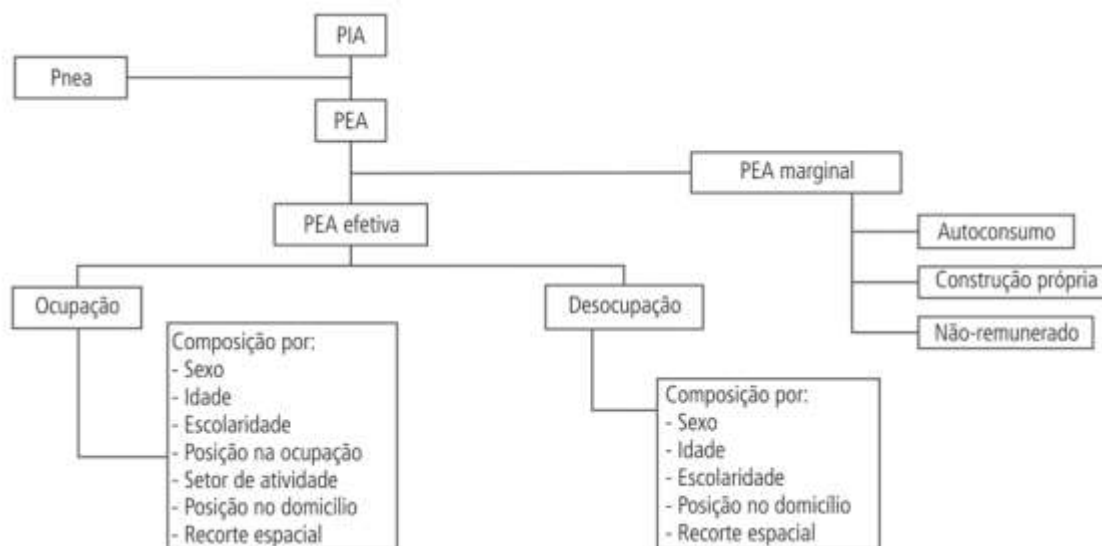 PIA
Pnea
PEA
PEA marginal
PEA efetiva
Autoconsumo
Construção própria
Não-remunerado
Ocupação
Desocupação
Composição por:
- Sexo
- Idade
- Escolaridade
- Posição na ocupação
- Setor de atividade
- Posição no domicílio
- Recorte espacial
Composição por:
- Sexo
- Idade
- Escolaridade
- Posição no domicílio
- Recorte espacial